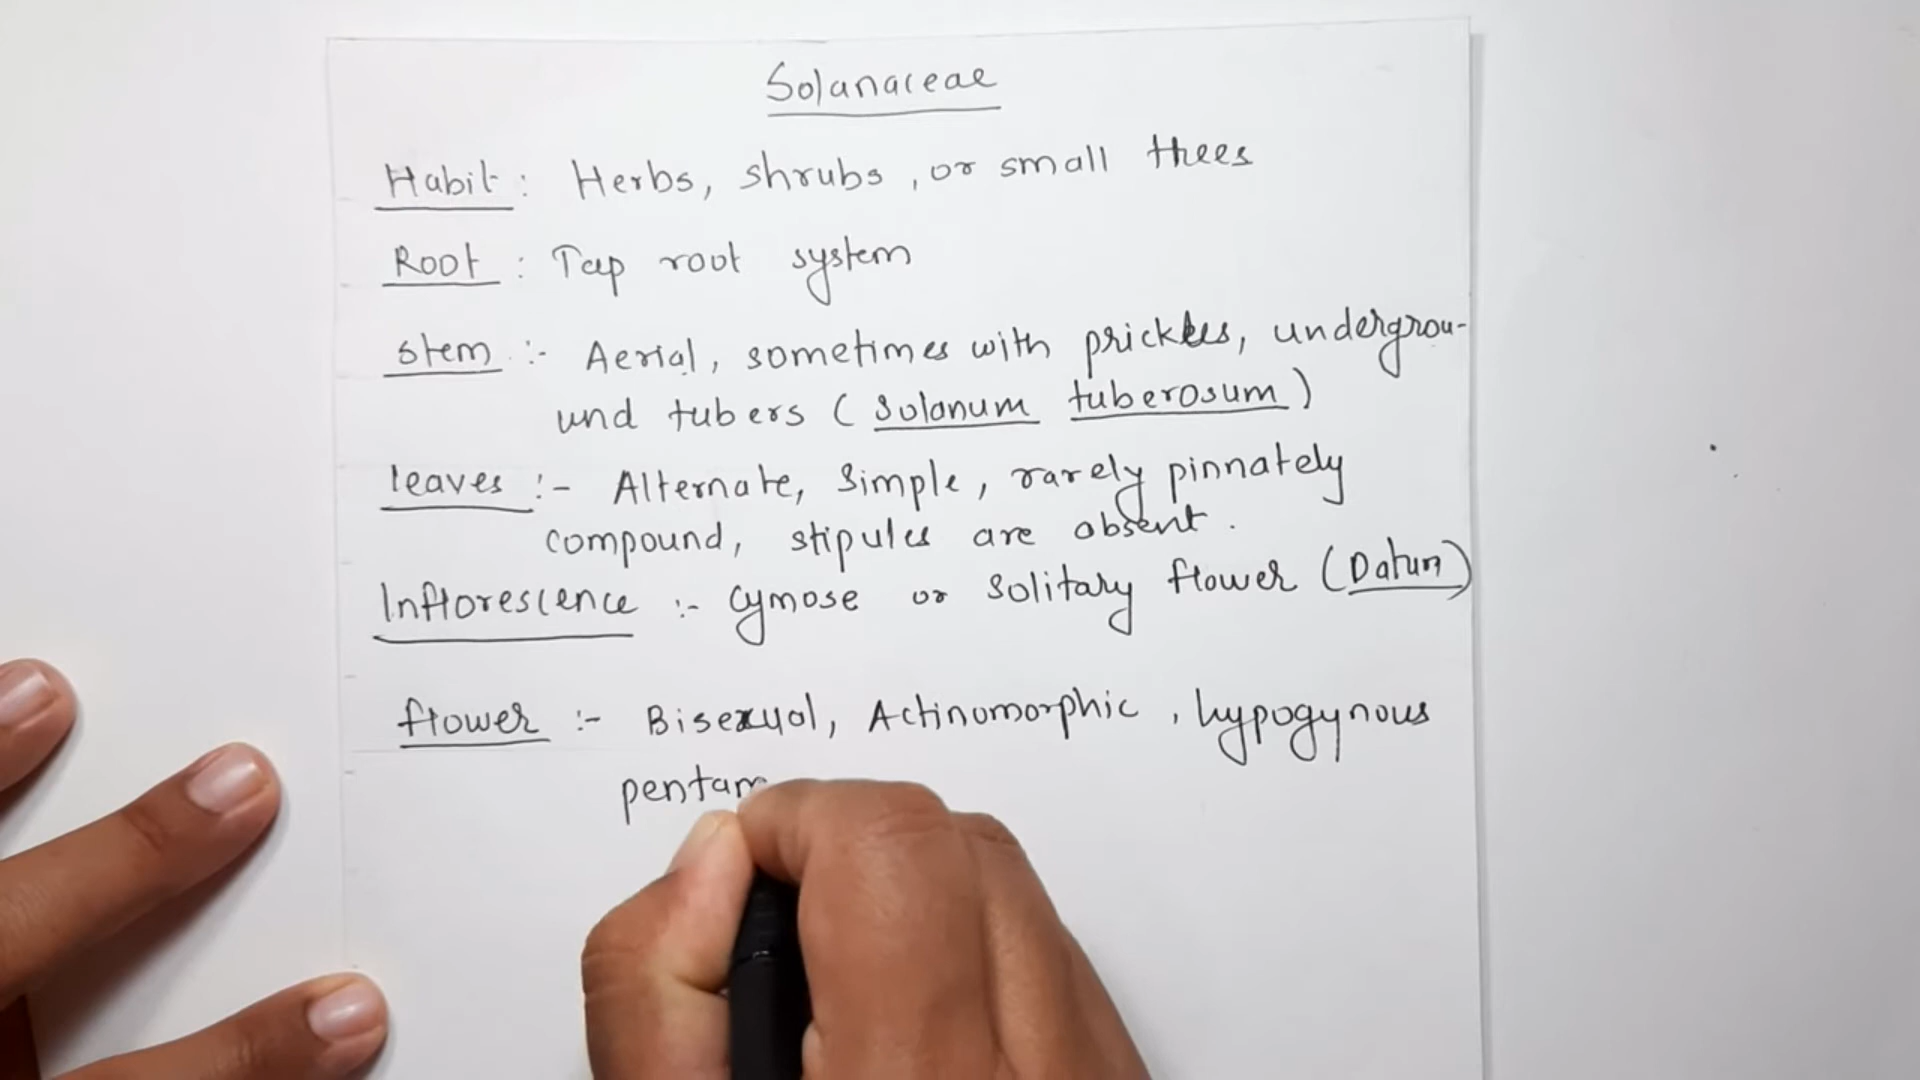 Solanaceae
Habit: Herbs, shrubs, or small trees
Root: Tap root system
Stem :- Aerial, sometimes with prickles, undergrou-
und tubers (Solanum tuberosum)
leaves :- Alternate, simple, rarely pinnately
compound, stipules are absent.
Inflorescence :- Cymose or solitary flower (Datura)
flower :- Bisexual, Actinomorphic, hypogynous
pentam